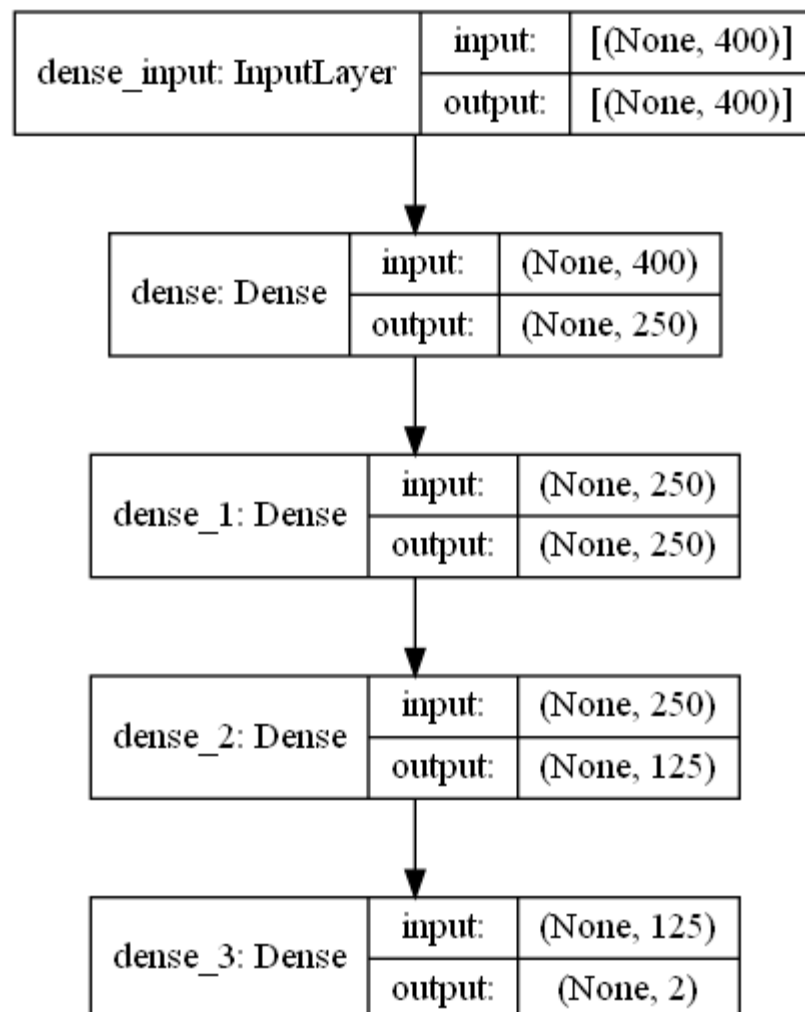 dense_input: InputLayer input: [(None, 400)]
output: [(None, 400)]
dense: Dense input: (None, 400)
output: (None, 250)
dense_1: Dense input: (None, 250)
output: (None, 250)
dense_2: Dense input: (None, 250)
output: (None, 125)
dense_3: Dense input: (None, 125)
output: (None, 2)